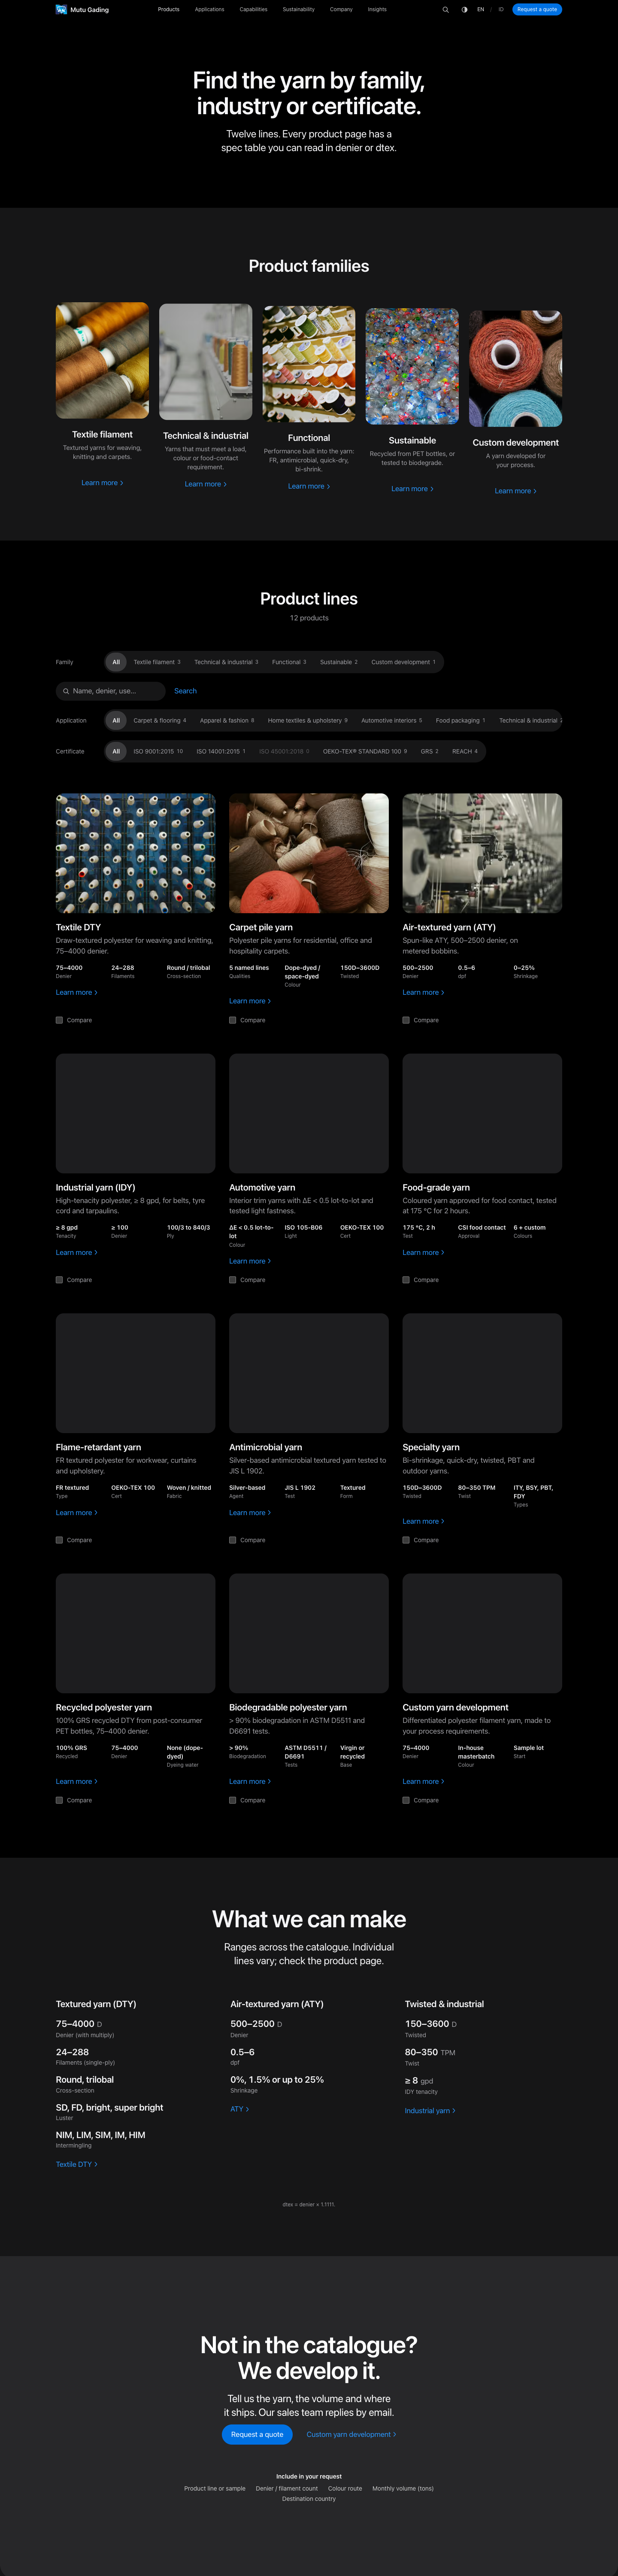 Mutu Gading
Products
Applications
Capabilities
Sustainability
Company
Insights
EN
ID
Request a quote
Find the yarn by family,
industry or certificate.
Twelve lines. Every product page has a
spec table you can read in denier or dtex.
Product families
Textile filament
Textured yarns for weaving,
knitting and carpets.
Learn more
Technical & industrial
Yarns that must meet a load,
colour or food-contact
requirement.
Learn more
Functional
Performance built into the yarn:
FR, antimicrobial, quick-dry,
bi-shrink.
Learn more
Sustainable
Recycled from PET bottles, or
tested to biodegrade.
Learn more
Custom development
A yarn developed for
your process.
Learn more
Product lines
12 products
Family
All
Textile filament 3
Technical & industrial 3
Functional 3
Sustainable 2
Custom development 1
Name, denier, use...
Search
Application
All
Carpet & flooring 4
Apparel & fashion 8
Home textiles & upholstery 9
Automotive interiors 5
Food packaging 1
Technical & industrial
Certificate
All
ISO 9001:2015 10
ISO 14001:2015 1
ISO 45001:2018 0
OEKO-TEX® STANDARD 100 9
GRS 2
REACH 4
Textile DTY
Draw-textured polyester for weaving and knitting,
75–4000 denier.
75–4000
Denier
24–288
Filaments
Round / trilobal
Cross-section
Learn more
Compare
Carpet pile yarn
Polyester pile yarns for residential, office and
hospitality carpets.
5 named lines
Qualities
Dope-dyed /
space-dyed
Colour
150D–3600D
Twisted
Learn more
Compare
Air-textured yarn (ATY)
Spun-like ATY, 500–2500 denier, on
metered bobbins.
500–2500
Denier
0.5–6
dpf
0–25%
Shrinkage
Learn more
Compare
Industrial yarn (IDY)
High-tenacity polyester, ≥ 8 gpd, for belts, tyre
cord and tarpaulins.
≥ 8 gpd
Tenacity
≥ 100
Denier
100/3 to 840/3
Ply
Learn more
Compare
Automotive yarn
Interior trim yarns with ΔE < 0.5 lot-to-lot and
tested light fastness.
ΔE < 0.5 lot-to-
lot
Colour
ISO 105-B06
Light
OEKO-TEX 100
Cert
Learn more
Compare
Food-grade yarn
Coloured yarn approved for food contact, tested
at 175 °C for 2 hours.
175 °C, 2 h
Test
CSI food contact
Approval
6 + custom
Colours
Learn more
Compare
Flame-retardant yarn
FR textured polyester for workwear, curtains
and upholstery.
FR textured
Type
OEKO-TEX 100
Cert
Woven / knitted
Fabric
Learn more
Compare
Antimicrobial yarn
Silver-based antimicrobial textured yarn tested to
JIS L 1902.
Silver-based
Agent
JIS L 1902
Test
Textured
Form
Learn more
Compare
Specialty yarn
Bi-shrinkage, quick-dry, twisted, PBT and
outdoor yarns.
150D–3600D
Twisted
80–350 TPM
Twist
ITY, BSY, PBT,
FDY
Types
Learn more
Compare
Recycled polyester yarn
100% GRS recycled DTY from post-consumer
PET bottles, 75–4000 denier.
100% GRS
Recycled
75–4000
Denier
None (dope-
dyed)
Dyeing water
Learn more
Compare
Biodegradable polyester yarn
> 90% biodegradation in ASTM D5511 and
D6691 tests.
> 90%
Biodegradation
ASTM D5511 /
D6691
Tests
Virgin or
recycled
Base
Learn more
Compare
Custom yarn development
Differentiated polyester filament yarn, made to
your process requirements.
75–4000
Denier
In-house
masterbatch
Colour
Sample lot
Start
Learn more
Compare
What we can make
Ranges across the catalogue. Individual
lines vary; check the product page.
Textured yarn (DTY)
75–4000 D
Denier (with multiply)
24–288
Filaments (single-ply)
Round, trilobal
Cross-section
SD, FD, bright, super bright
Luster
NIM, LIM, SIM, IM, HIM
Intermingling
Textile DTY
Air-textured yarn (ATY)
500–2500 D
Denier
0.5–6
dpf
0%, 1.5% or up to 25%
Shrinkage
ATY
Twisted & industrial
150–3600 D
Twisted
80–350 TPM
Twist
≥ 8 gpd
IDY tenacity
Industrial yarn
dtex = denier × 1.1111.
Not in the catalogue?
We develop it.
Tell us the yarn, the volume and where
it ships. Our sales team replies by email.
Request a quote
Custom yarn development
Include in your request
Product line or sample
Denier / filament count
Colour route
Monthly volume (tons)
Destination country